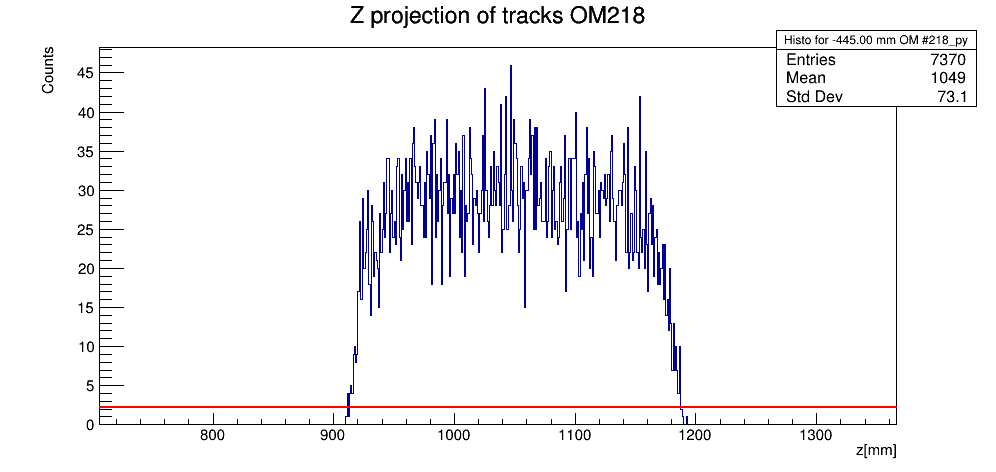 Z projection of tracks OM218
Histo for -445.00 mm OM #218_py
Entries 7370
Mean 1049
Std Dev 73.1
Counts
45
40
35
30
25
20
15
10
5
0
800 900 1000 1100 1200 1300
z[mm]